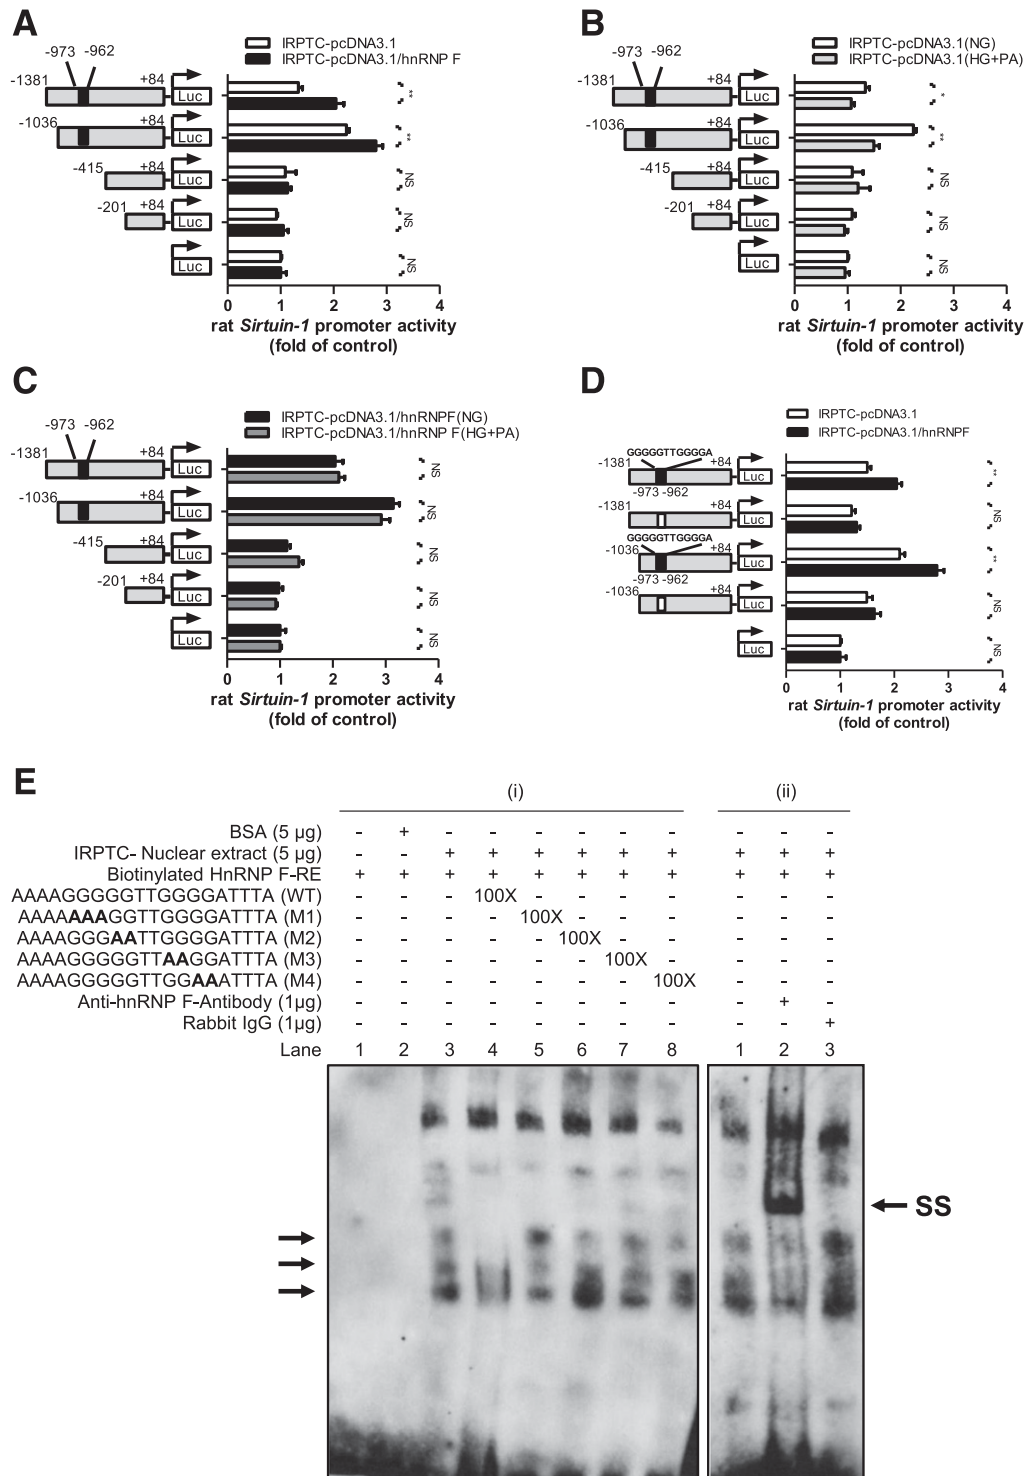 A
IRPTC-pcDNA3.1
IRPTC-pcDNA3.1/hnRNP F
-973 -962
-1381 +84 Luc **
-1036 +84 Luc **
-415 +84 Luc NS
-201 +84 Luc NS
Luc NS
0 1 2 3 4
rat Sirtuin-1 promoter activity
(fold of control)
B
IRPTC-pcDNA3.1(NG)
IRPTC-pcDNA3.1(HG+PA)
-973 -962
-1381 +84 Luc *
-1036 +84 Luc **
-415 +84 Luc NS
-201 +84 Luc NS
Luc NS
0 1 2 3 4
rat Sirtuin-1 promoter activity
(fold of control)
C
IRPTC-pcDNA3.1/hnRNPF(NG)
IRPTC-pcDNA3.1/hnRNP F(HG+PA)
-973 -962
-1381 +84 Luc NS
-1036 +84 Luc NS
-415 +84 Luc NS
-201 +84 Luc NS
Luc NS
0 1 2 3 4
rat Sirtuin-1 promoter activity
(fold of control)
D
IRPTC-pcDNA3.1
IRPTC-pcDNA3.1/hnRNPF
GGGGGTTGGGGA
-1381 +84 Luc **
-973 -962
-1381 +84 Luc NS
GGGGGTTGGGGA
-1036 +84 Luc **
-973 -962
-1036 +84 Luc NS
Luc NS
0 1 2 3 4
rat Sirtuin-1 promoter activity
(fold of control)
E
(i) (ii)
BSA (5 µg) - + - - - - - - - - -
IRPTC- Nuclear extract (5 µg) - - + + + + + + + + +
Biotinylated HnRNP F-RE + + + + + + + + + + +
AAAAGGGGGTTGGGGATTTA (WT) - - - 100X - - - - - - -
AAAAAAAGGTTGGGGATTTA (M1) - - - - 100X - - - - - -
AAAAGGGAATTGGGGATTTA (M2) - - - - - 100X - - - - -
AAAAGGGGGTTAAGGATTTA (M3) - - - - - - 100X - - - -
AAAAGGGGGTTGGAAATTTA (M4) - - - - - - - 100X - - -
Anti-hnRNP F-Antibody (1µg) - - - - - - - - - + -
Rabbit IgG (1µg) - - - - - - - - - - +
Lane 1 2 3 4 5 6 7 8 1 2 3
SS